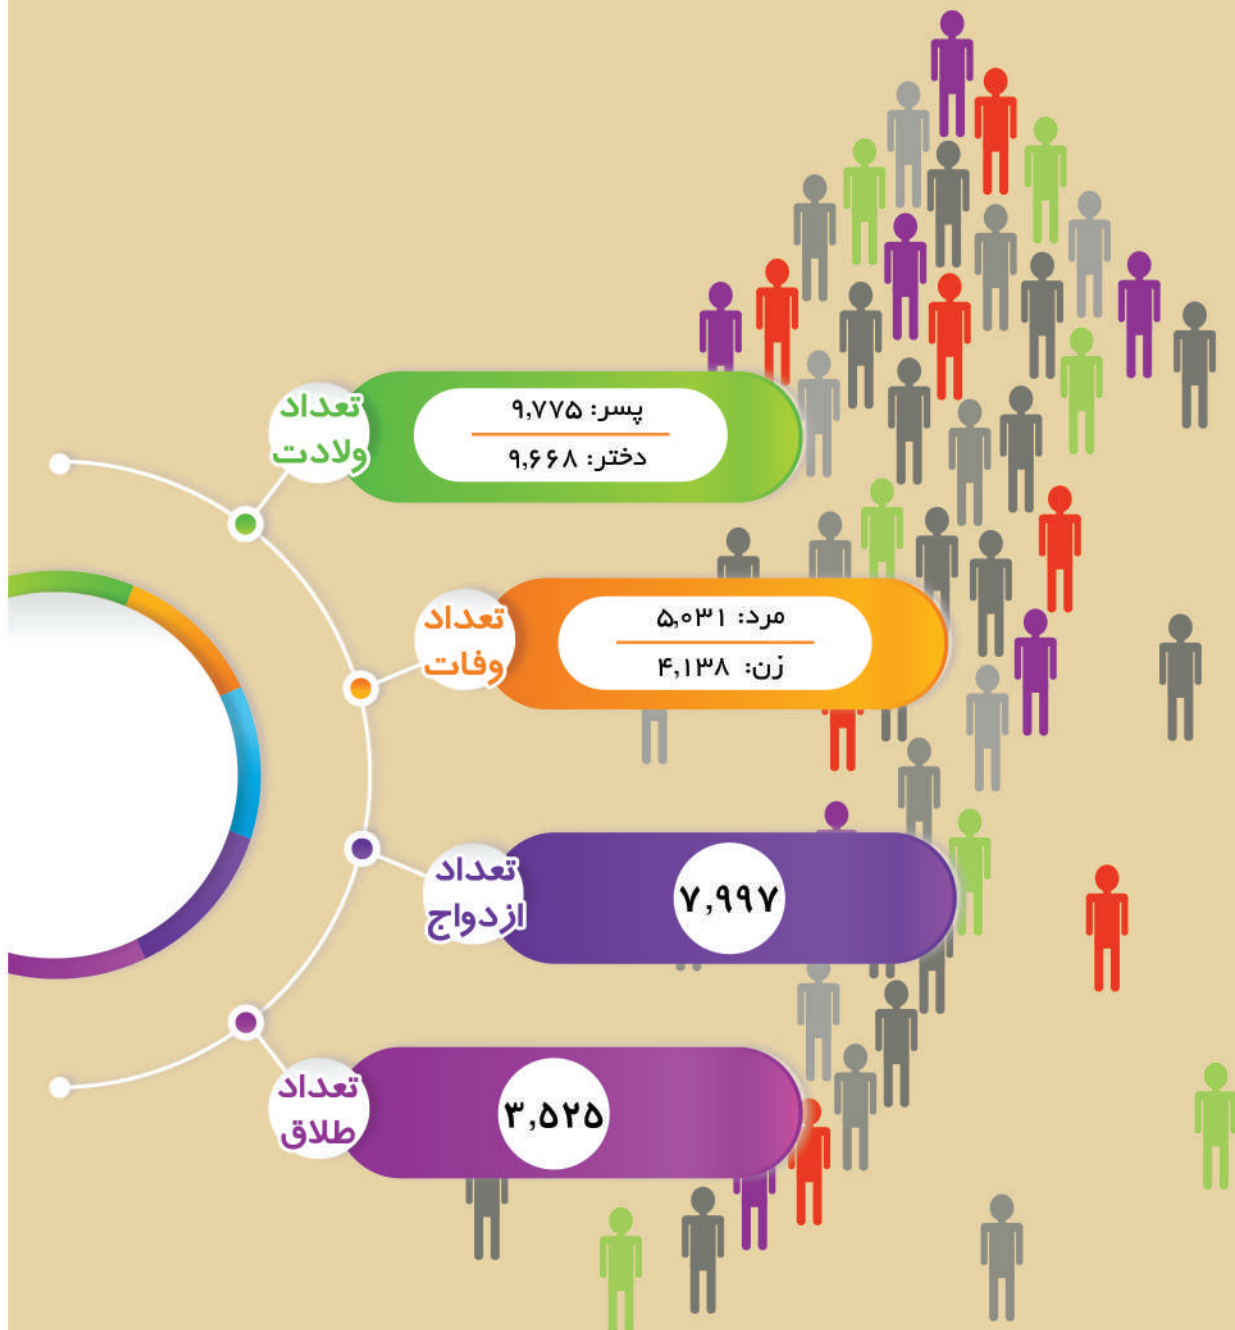 تعداد
ولادت
پسر: ۹,۷۷۵
دختر: ۹,۶۶۸
تعداد
وفات
مرد: ۵,۰۳۱
زن: ۴,۱۳۸
تعداد
ازدواج
۷,۹۹۷
تعداد
طلاق
۳,۵۲۵